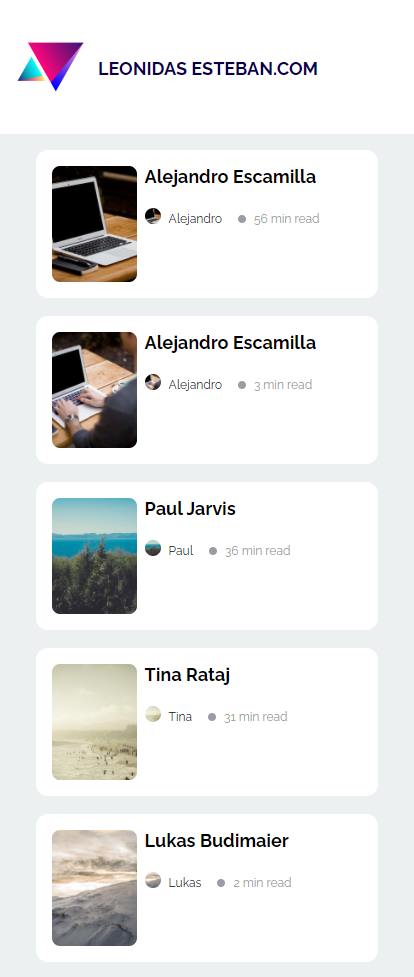 LEONIDAS ESTEBAN.COM
Alejandro Escamilla
Alejandro 56 min read
Alejandro Escamilla
Alejandro 3 min read
Paul Jarvis
Paul 36 min read
Tina Rataj
Tina 31 min read
Lukas Budimaier
Lukas 2 min read